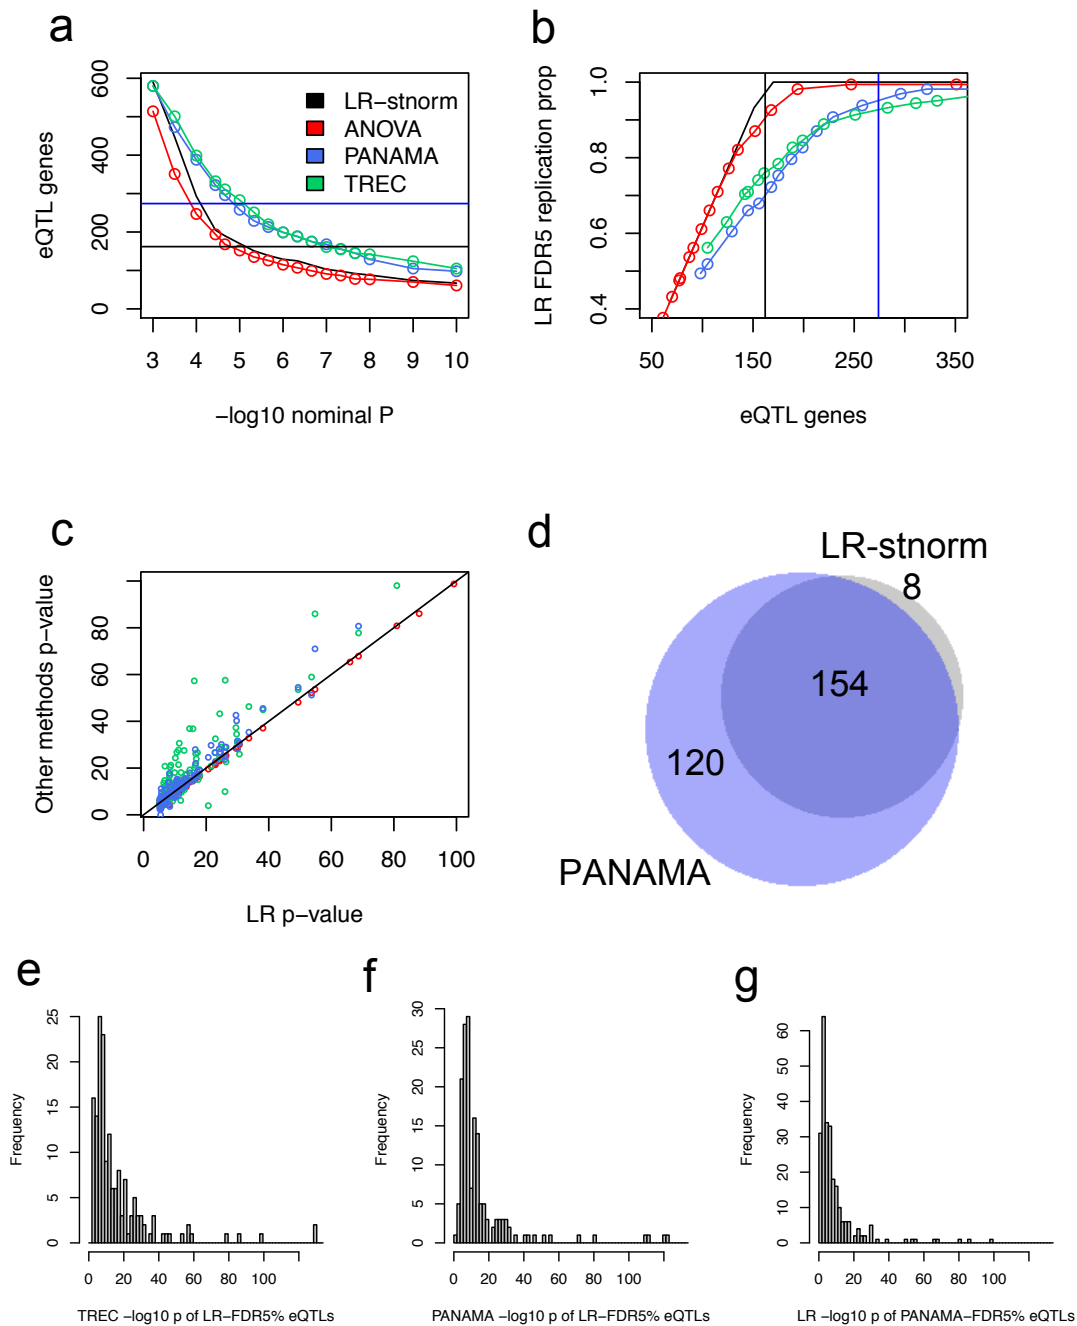 a
eQTL genes
600
400
200
0
LR−stnorm
ANOVA
PANAMA
TREC
3 4 5 6 7 8 9 10
−log10 nominal P
b
LR FDR5 replication prop
1.0
0.8
0.6
0.4
50 150 250 350
eQTL genes
c
Other methods p−value
80
60
40
20
0
0 20 40 60 80 100
LR p−value
d
LR-stnorm
8
154
120
PANAMA
e
Frequency
25
20
15
10
5
0
0 20 40 60 80 100
TREC −log10 p of LR−FDR5% eQTLs
f
Frequency
30
25
20
15
10
5
0
0 20 40 60 80 100
PANAMA −log10 p of LR−FDR5% eQTLs
g
Frequency
60
50
40
30
20
10
0
0 20 40 60 80 100
LR −log10 p of PANAMA−FDR5% eQTLs